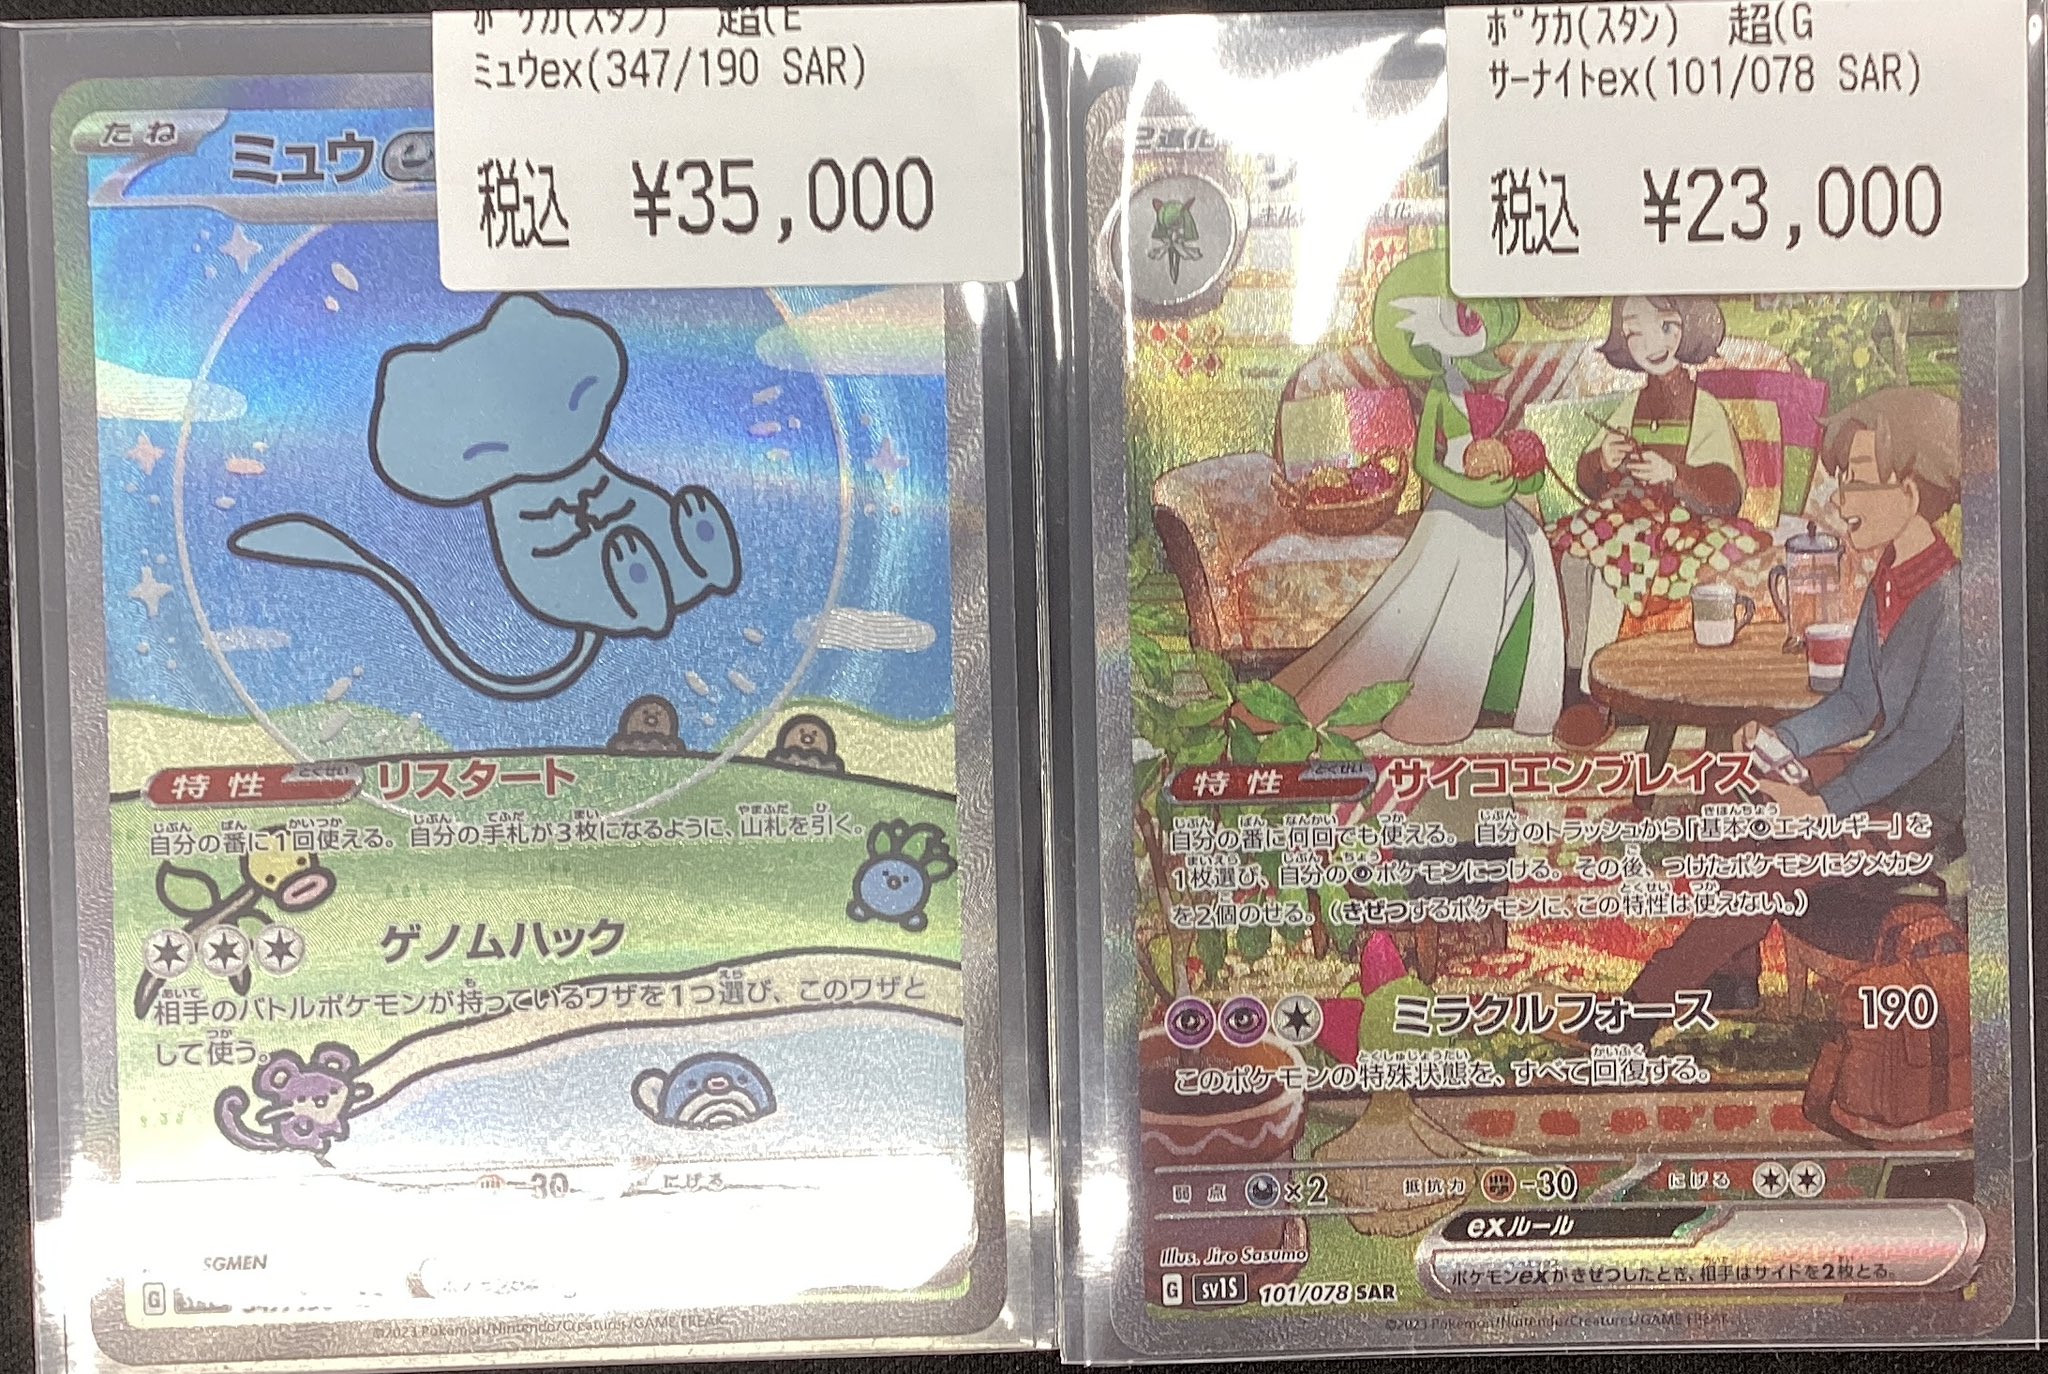 ポケカ(スタン) 超(E
ミュウex(347/190 SAR)
税込 ¥35,000
たね
ミュウe
特性 とくせい リスタート
自分の番に1回使える。自分の手札が3枚になるように、山札を引く。
ゲノムハック
相手のバトルポケモンが持っているワザを1つ選び、このワザと
して使う。
-30 にげる
G
©2023 Pokémon/Nintendo/Creatures/GAME FREAK.
ポケカ(スタン) 超(G
サーナイトex(101/078 SAR)
税込 ¥23,000
2進化
特性 サイコエンブレイス
自分の番に何回でも使える。自分のトラッシュから「基本エネルギー」を
1枚選び、自分のポケモンにつける。その後、つけたポケモンにダメカン
を2個のせる。（きぜつするポケモンに、この特性は使えない。）
ミラクルフォース 190
このポケモンの特殊状態を、すべて回復する。
弱点 ×2 抵抗力 -30 にげる
exルール
ポケモンexがきぜつしたとき、相手はサイドを2枚とる。
Illus. Jiro Sasumo
G sv1S 101/078 SAR
©2023 Pokémon/Nintendo/Creatures/GAME FREAK.